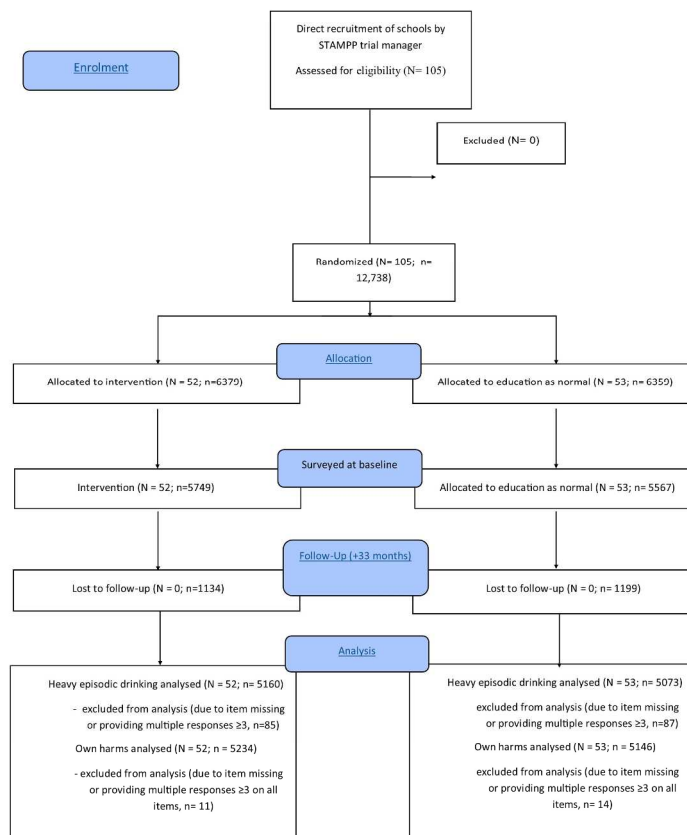 Direct recruitment of schools by
STAMPP trial manager
Assessed for eligibility (N= 105)
Enrolment
Excluded (N= 0)
Randomized (N= 105; n=
12,738)
Allocation
Allocated to intervention (N = 52; n=6379)
Allocated to education as normal (N = 53; n= 6359)
Surveyed at baseline
Intervention (N = 52; n=5749)
Allocated to education as normal (N = 53; n= 5567)
Follow-Up (+33 months)
Lost to follow-up (N = 0; n=1134)
Lost to follow-up (N = 0; n= 1199)
Analysis
Heavy episodic drinking analysed (N = 52; n= 5160)
- excluded from analysis (due to item missing
or providing multiple responses ≥3, n=85)
Own harms analysed (N = 52; n= 5234)
- excluded from analysis (due to item missing
or providing multiple responses ≥3 on all
items, n= 11)
Heavy episodic drinking analysed (N = 53; n= 5073)
excluded from analysis (due to item missing
or providing multiple responses ≥3, n=87)
Own harms analysed (N = 53; n= 5146)
excluded from analysis (due to item missing
or providing multiple responses ≥3 on all
items, n= 14)